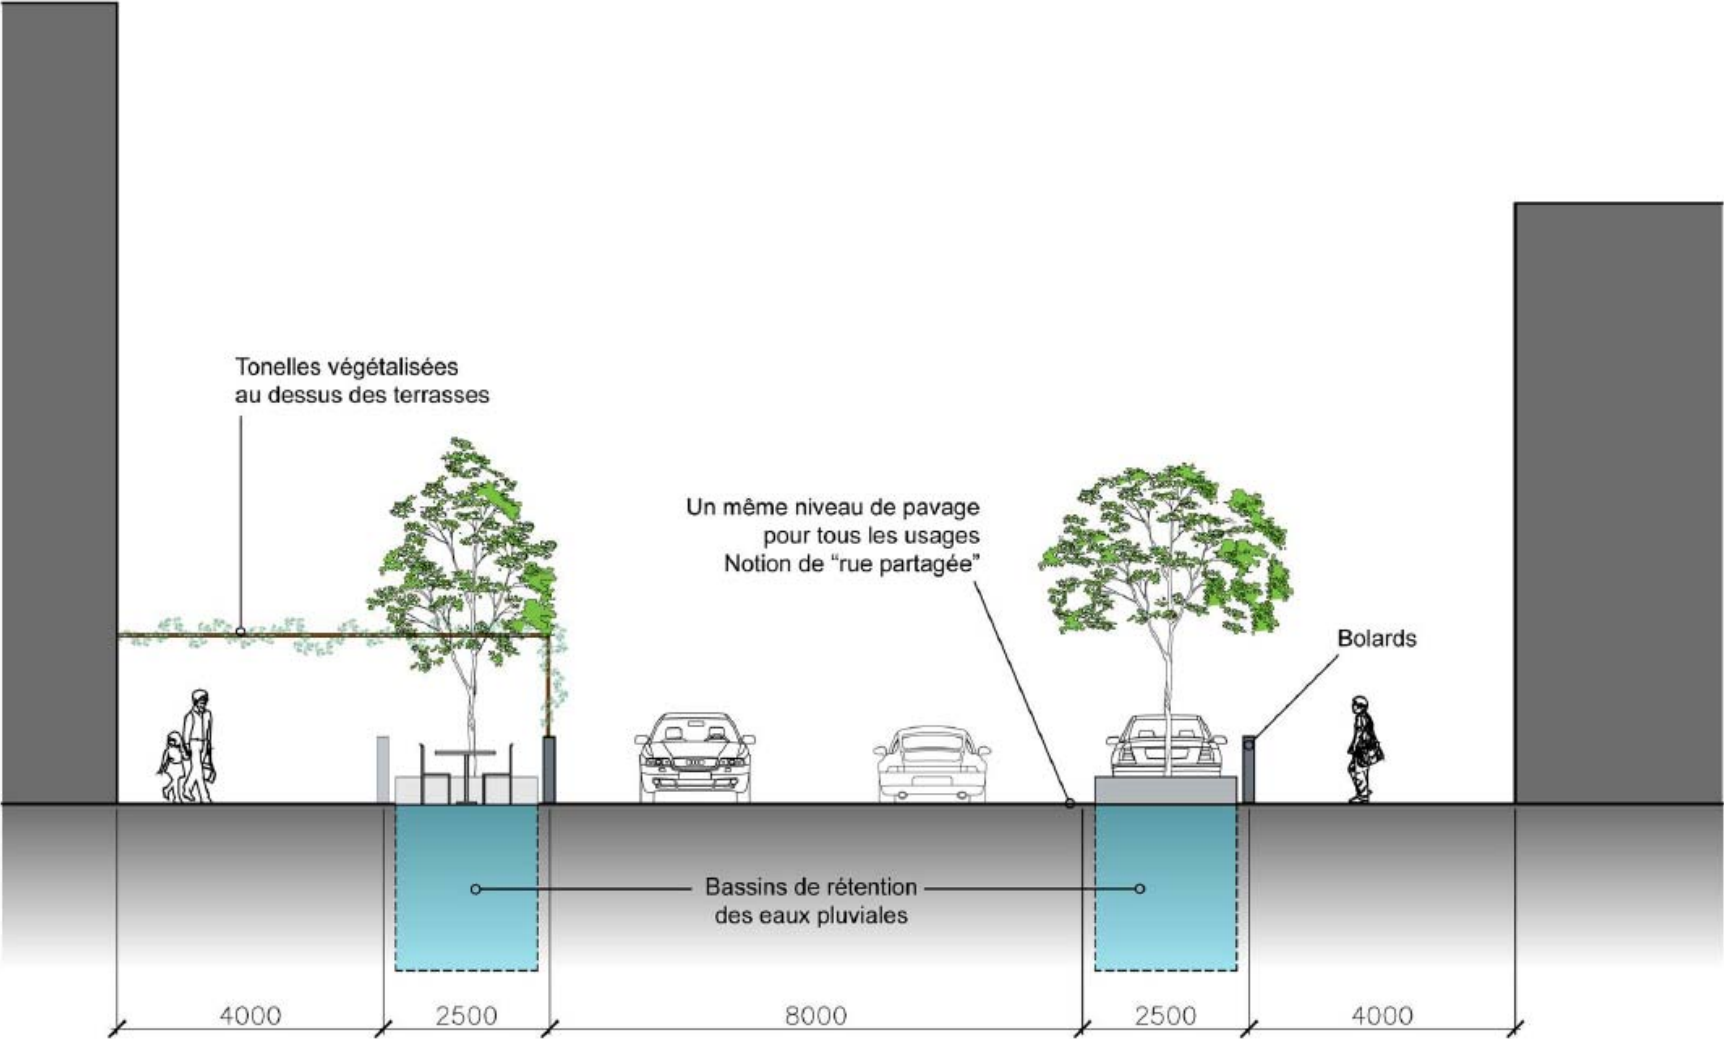 Tonelles végétalisées
au dessus des terrasses
Un même niveau de pavage
pour tous les usages
Notion de “rue partagée”
Bolards
Bassins de rétention
des eaux pluviales
4000
2500
8000
2500
4000